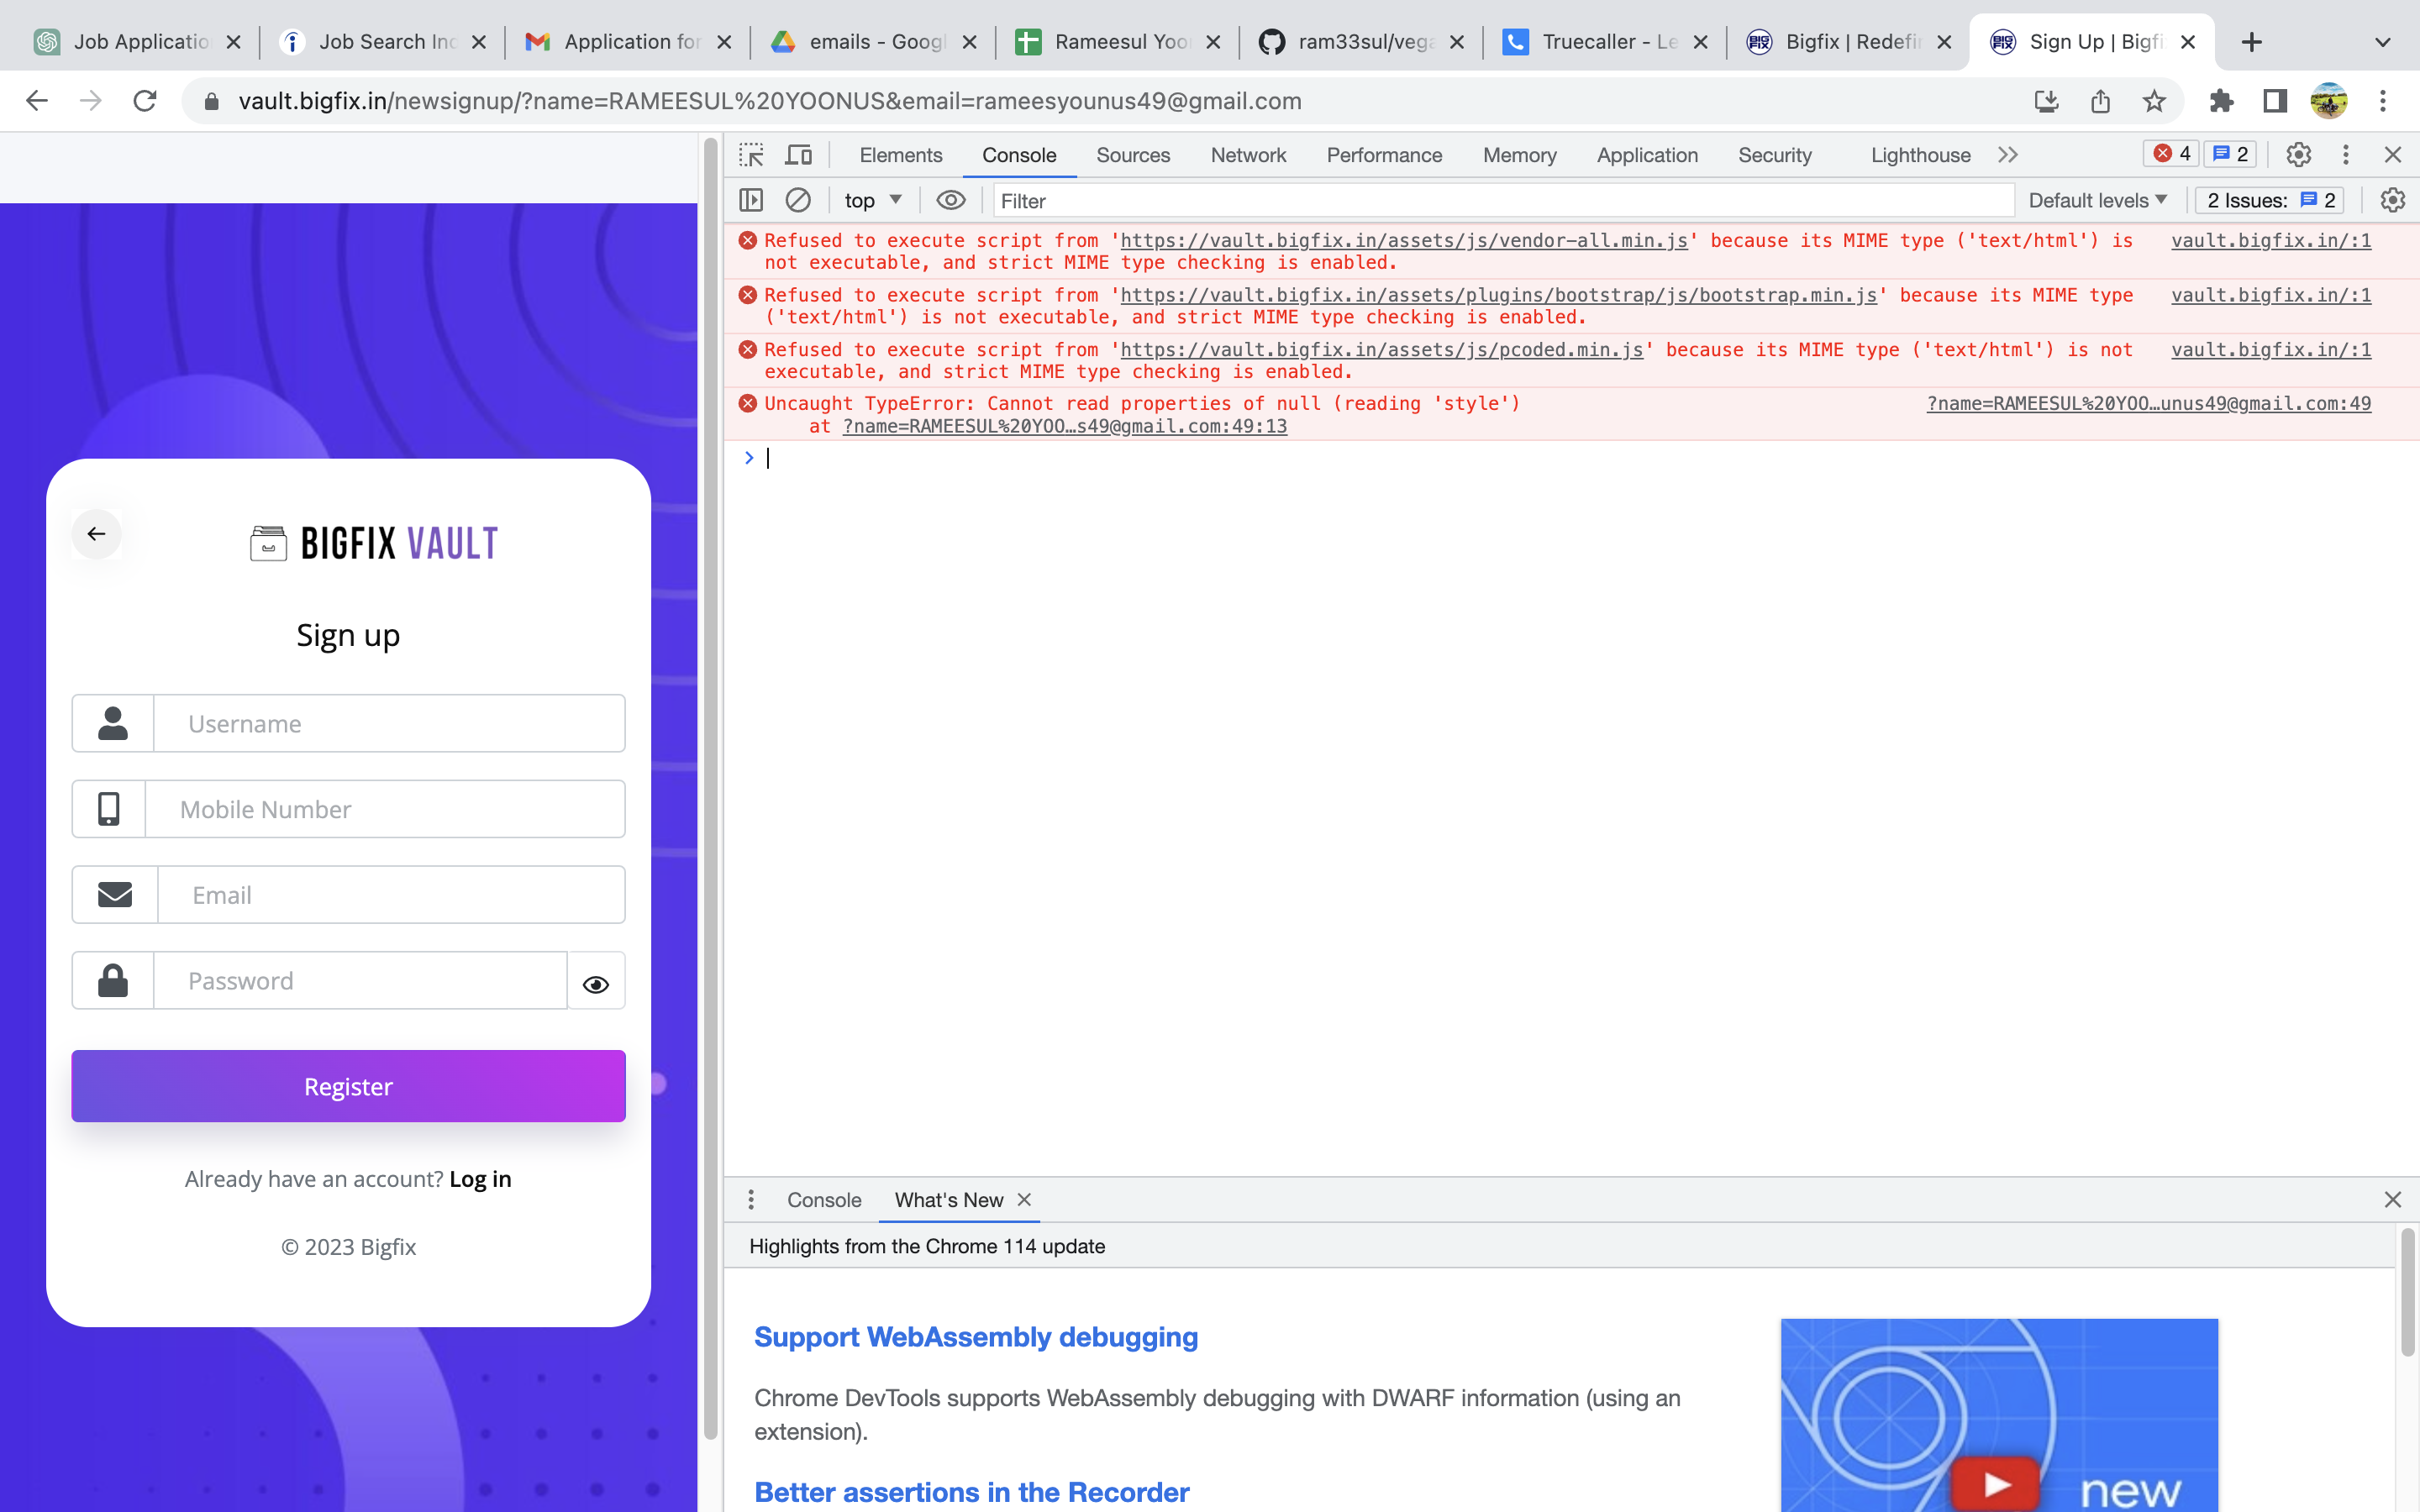 Job Applicatio
Job Search Ind
Application for
emails - Googl
Rameesul Yoo
ram33sul/vega
Truecaller - Le
Bigfix | Redefi
Sign Up | Bigfi
vault.bigfix.in/newsignup/?name=RAMEESUL%20YOONUS&email=rameesyounus49@gmail.com
Elements
Console
Sources
Network
Performance
Memory
Application
Security
Lighthouse
4
2
top
Filter
Default levels
2 Issues:
2
Refused to execute script from 'https://vault.bigfix.in/assets/js/vendor-all.min.js' because its MIME type ('text/html') is vault.bigfix.in/:1
not executable, and strict MIME type checking is enabled.
Refused to execute script from 'https://vault.bigfix.in/assets/plugins/bootstrap/js/bootstrap.min.js' because its MIME type vault.bigfix.in/:1
('text/html') is not executable, and strict MIME type checking is enabled.
Refused to execute script from 'https://vault.bigfix.in/assets/js/pcoded.min.js' because its MIME type ('text/html') is not vault.bigfix.in/:1
executable, and strict MIME type checking is enabled.
Uncaught TypeError: Cannot read properties of null (reading 'style') ?name=RAMEESUL%20YOO…unus49@gmail.com:49
at ?name=RAMEESUL%20YOO…s49@gmail.com:49:13
BIGFIX VAULT
Sign up
Username
Mobile Number
Email
Password
Register
Already have an account? Log in
© 2023 Bigfix
Console
What's New
Highlights from the Chrome 114 update
Support WebAssembly debugging
Chrome DevTools supports WebAssembly debugging with DWARF information (using an
extension).
Better assertions in the Recorder
new